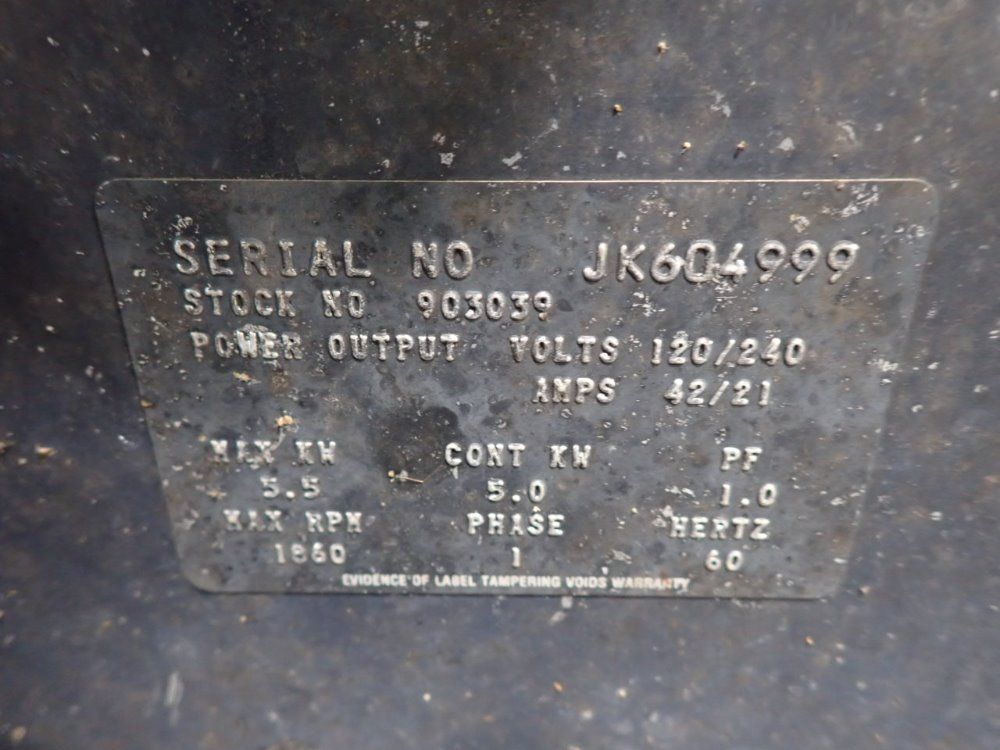 SERIAL NO JK604999
STOCK NO 903039
POWER OUTPUT VOLTS 120/240
AMPS 42/21
MAX KW CONT KW PF
5.5 5.0 1.0
MAX RPM PHASE HERTZ
1860 1 60
EVIDENCE OF LABEL TAMPERING VOIDS WARRANTY